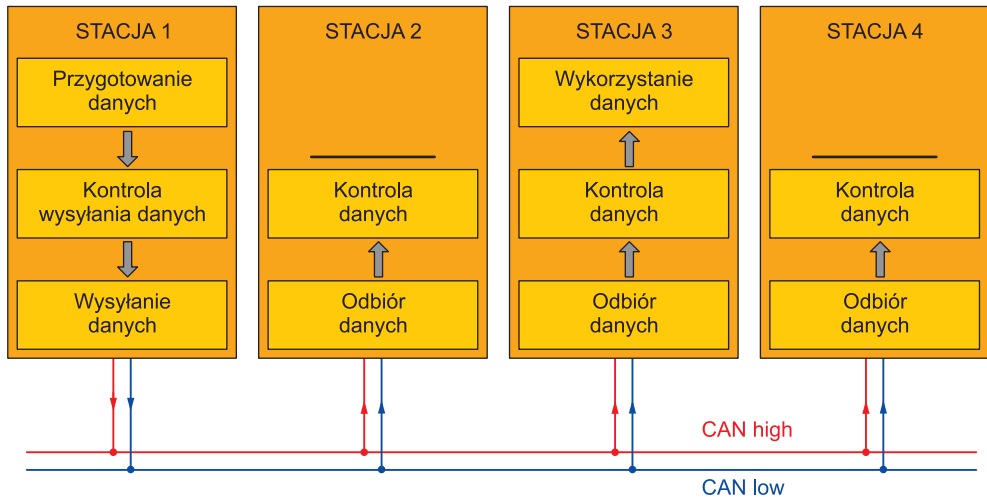 STACJA 1
Przygotowanie
danych
Kontrola
wysyłania danych
Wysyłanie
danych
STACJA 2
Kontrola
danych
Odbiór
danych
STACJA 3
Wykorzystanie
danych
Kontrola
danych
Odbiór
danych
STACJA 4
Kontrola
danych
Odbiór
danych
CAN high
CAN low